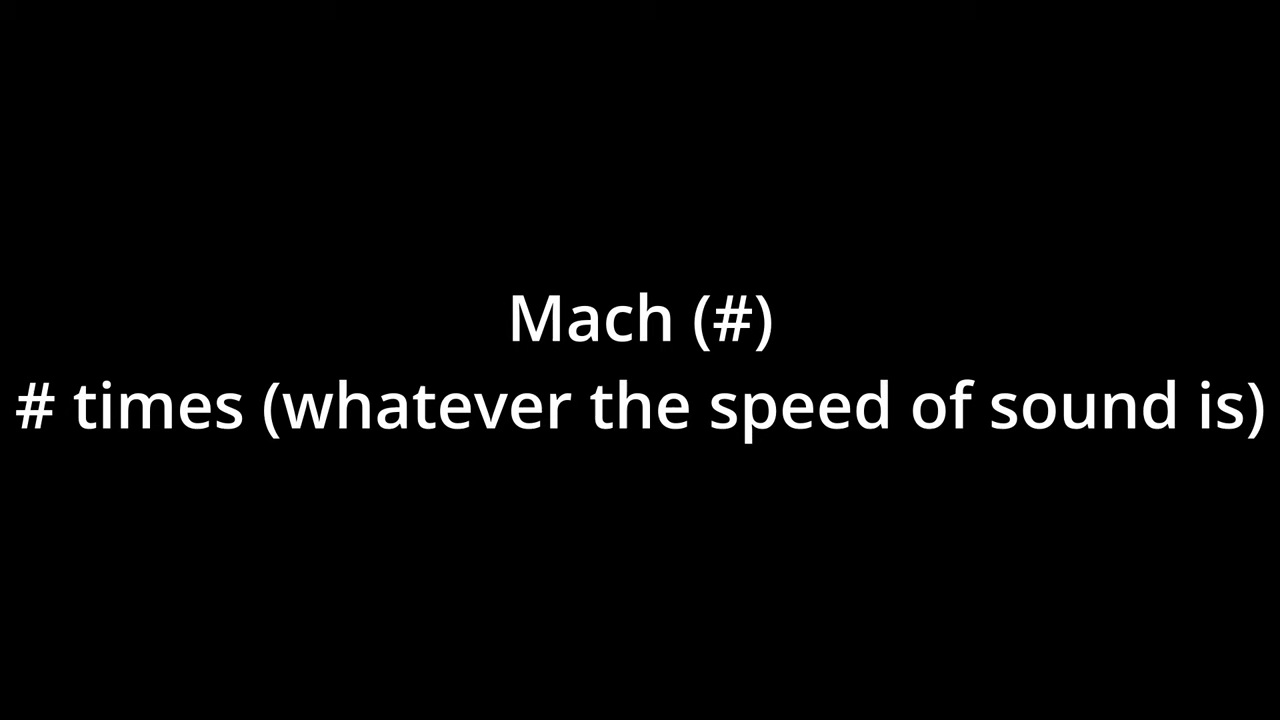 Mach (#)
# times (whatever the speed of sound is)